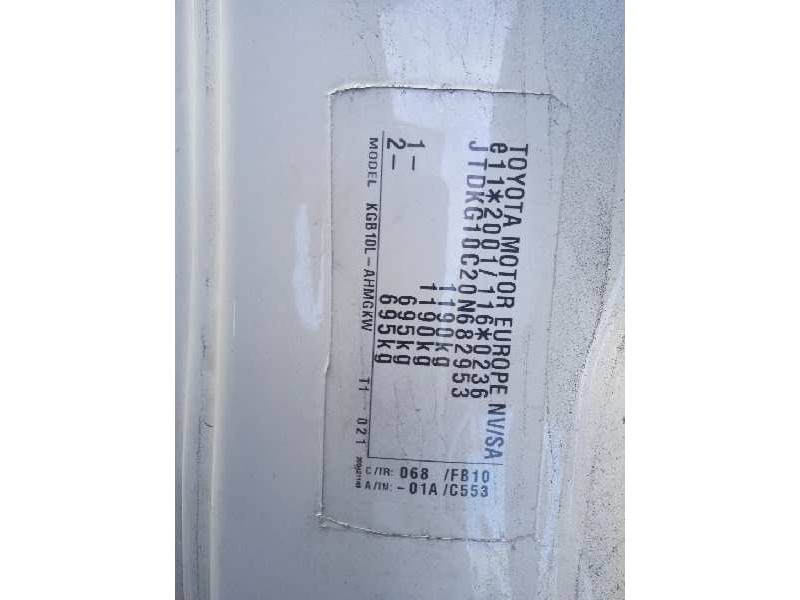 TOYOTA MOTOR EUROPE NV/SA
e11*2001/116*0236
JTDKG10C20N682953
1190kg
1190kg
1– 695kg
2– 695kg
MODEL KGB10L–AHMGKW T1 021
C/TR: 068 /FB10
A/TM: –01A /C553